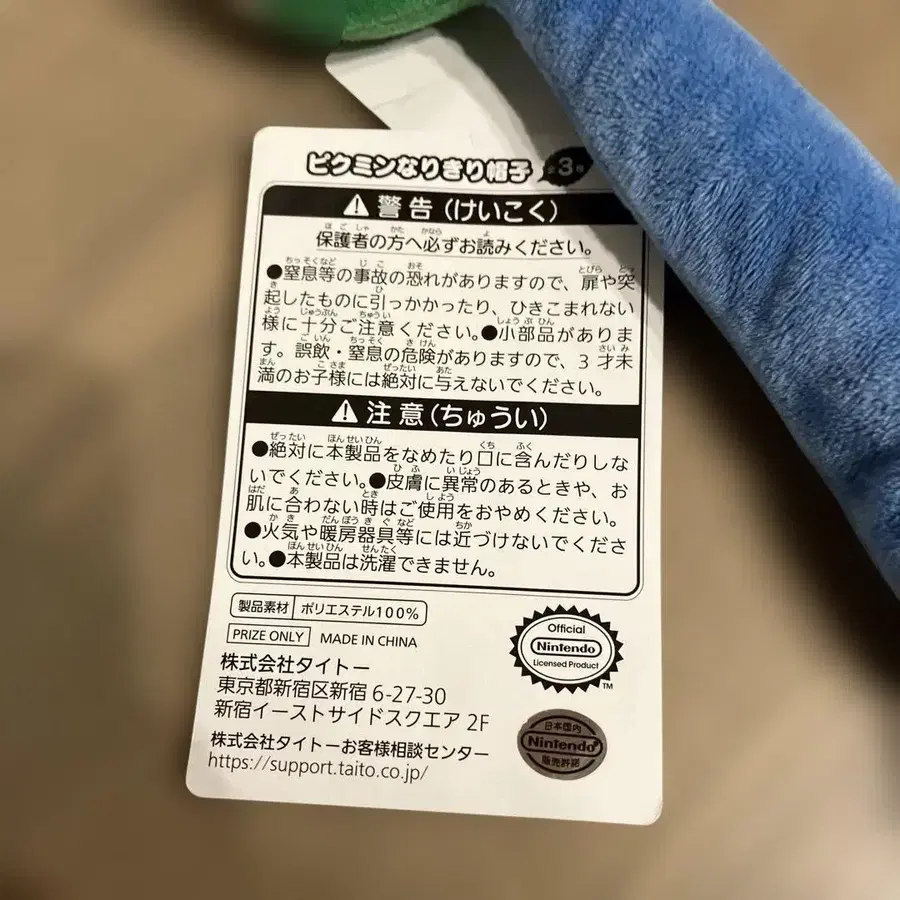 ピクミンなりきり帽子 全3種
警告(けいこく)
保護者の方へ必ずお読みください。
●窒息等の事故の恐れがありますので、扉や突
起したものに引っかかったり、ひきこまれない
様に十分ご注意ください。●小部品がありま
す。誤飲・窒息の危険がありますので、3才未
満のお子様には絶対に与えないでください。
注意(ちゅうい)
●絶対に本製品をなめたり口に含んだりしな
いでください。●皮膚に異常のあるときや、お
肌に合わない時はご使用をおやめください。
●火気や暖房器具等には近づけないでくださ
い。●本製品は洗濯できません。
製品素材 ポリエステル100%
PRIZE ONLY MADE IN CHINA
株式会社タイトー
東京都新宿区新宿6-27-30
新宿イーストサイドスクエア 2F
株式会社タイトーお客様相談センター
https://support.taito.co.jp/
Official
Nintendo
Licensed Product
TM
日本国内
Nintendo
販売許諾